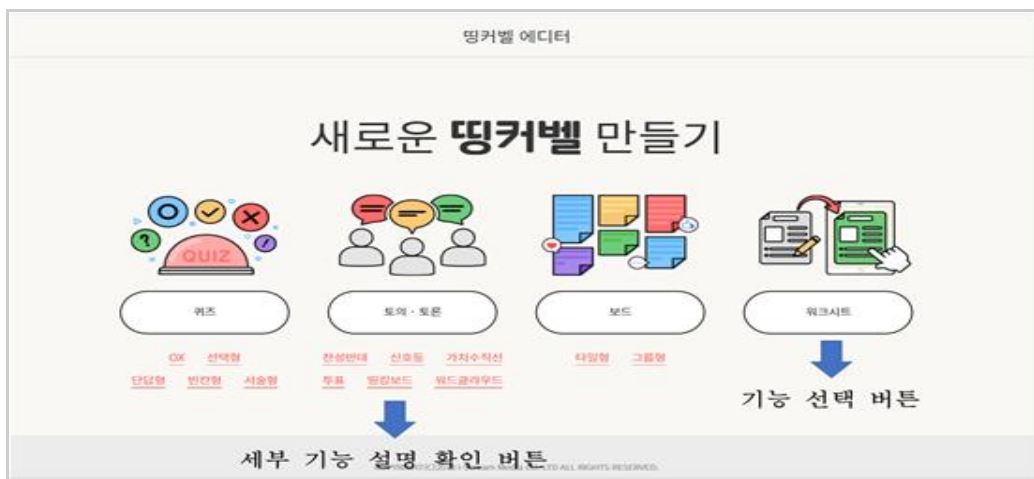 띵커벨 에디터
새로운 띵커벨 만들기
QUIZ
퀴즈 토의 · 토론 보드 워크시트
OX 선택형 찬성반대 신호등 가치수직선 타일형 그룹형
단답형 빈칸형 서술형 투표 띵킹보드 워드클라우드
기능 선택 버튼
세부 기능 설명 확인 버튼
LTD ALL RIGHTS RESERVED.